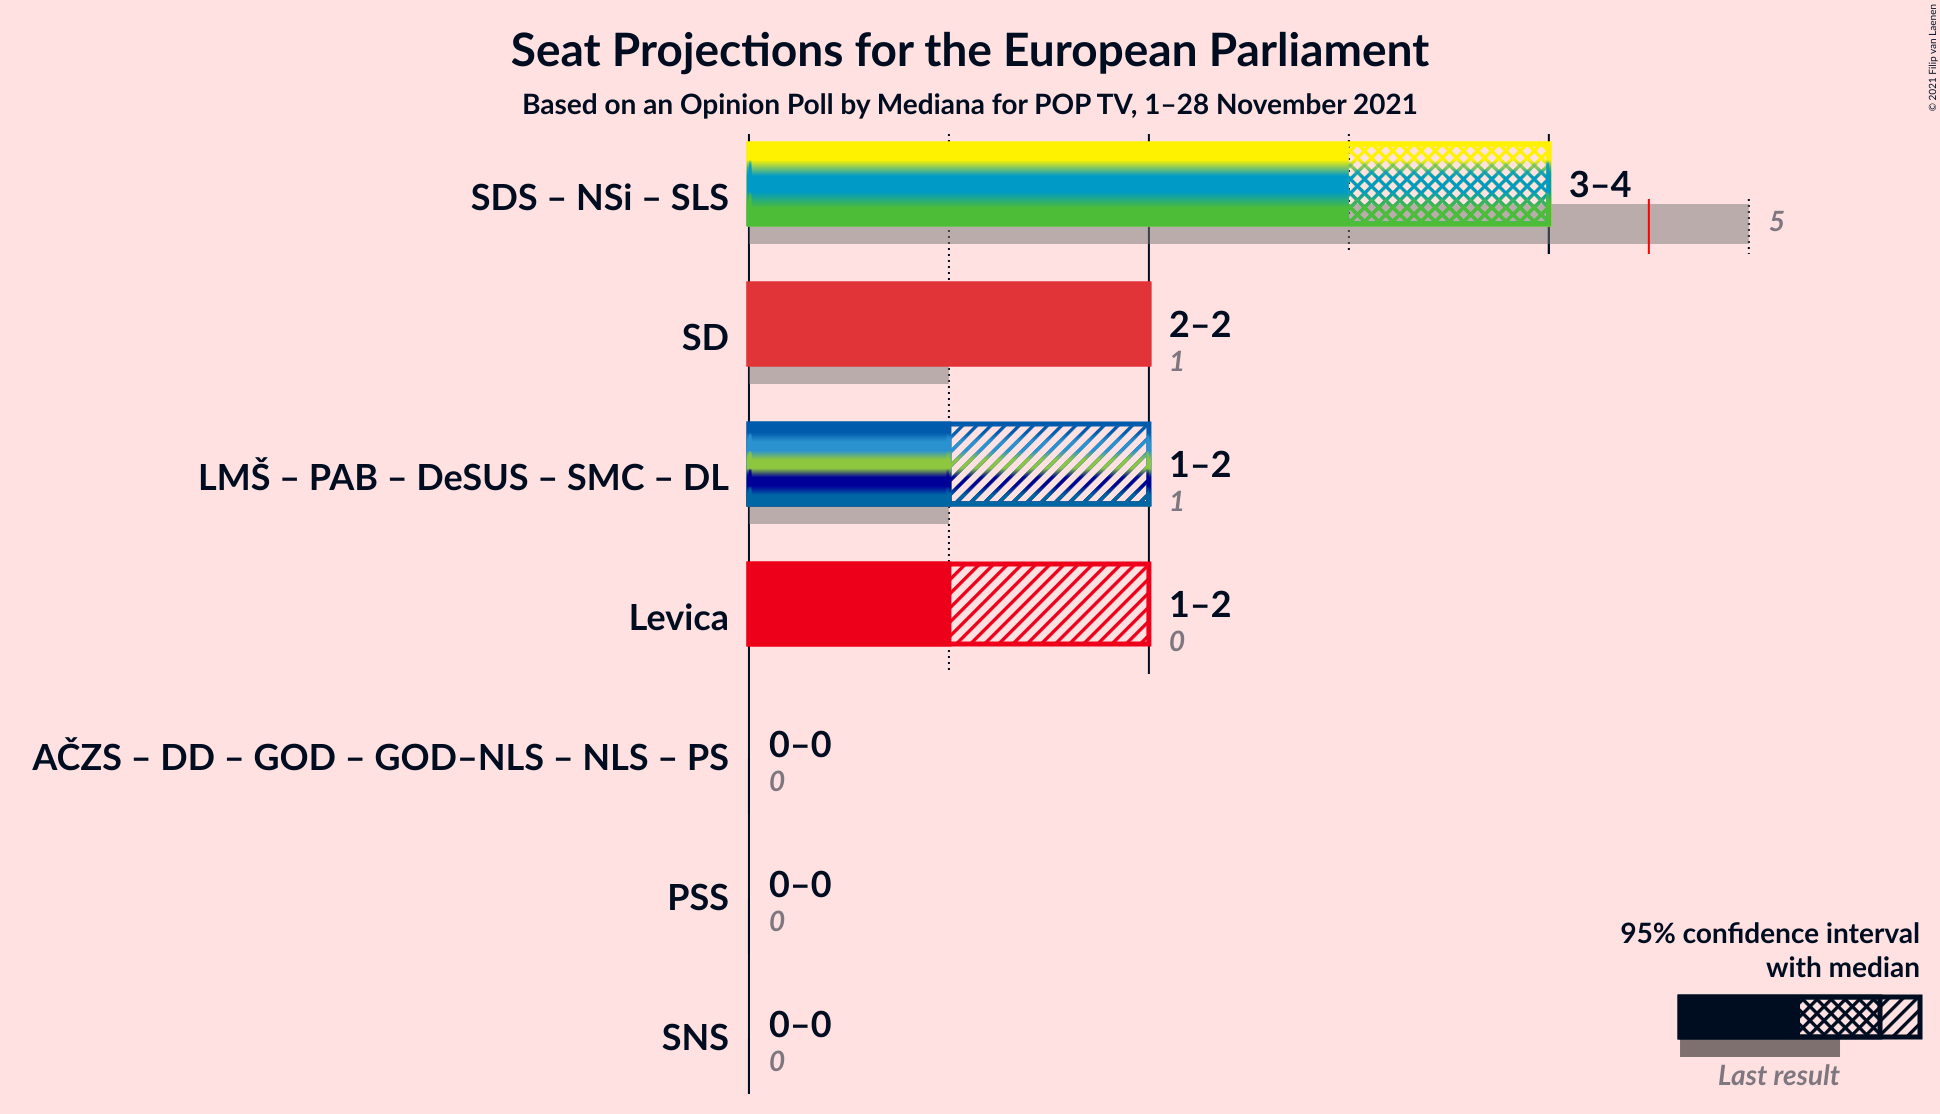 Seat Projections for the European Parliament
Based on an Opinion Poll by Mediana for POP TV, 1–28 November 2021
© 2021 Filip van Laenen
SDS – NSi – SLS
3–4
5
SD
2–2
1
LMŠ – PAB – DeSUS – SMC – DL
1–2
1
Levica
1–2
0
AČZS – DD – GOD – GOD–NLS – NLS – PS
0–0
0
PSS
0–0
0
SNS
0–0
0
95% confidence interval
with median
Last result